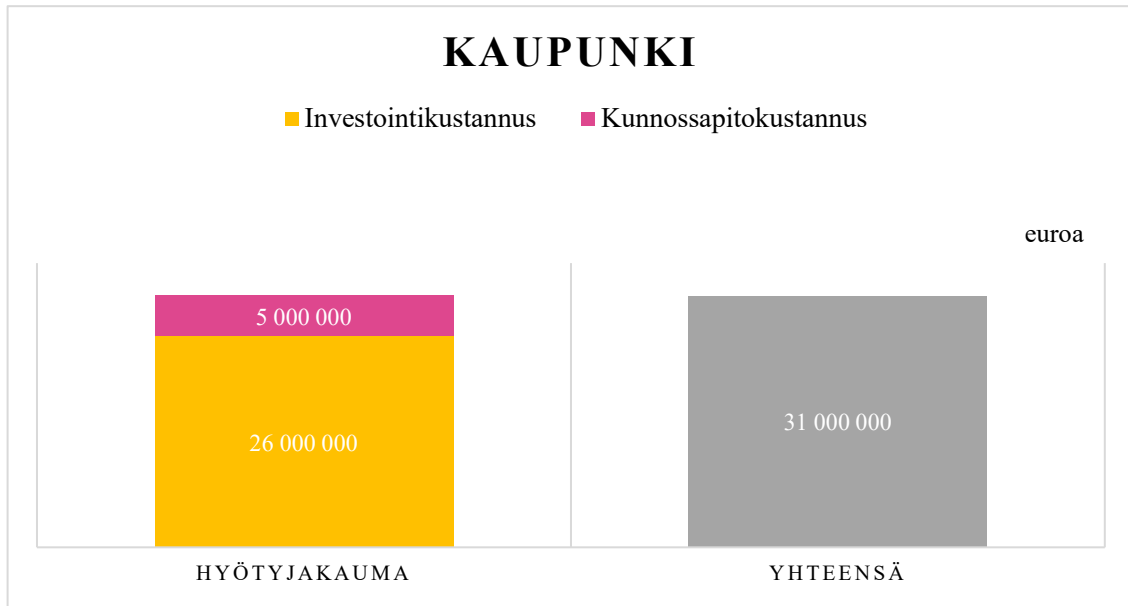 KAUPUNKI
Investointikustannus Kunnossapitokustannus
euroa
5 000 000
26 000 000
31 000 000
HYÖTYJAKAUMA YHTEENSÄ